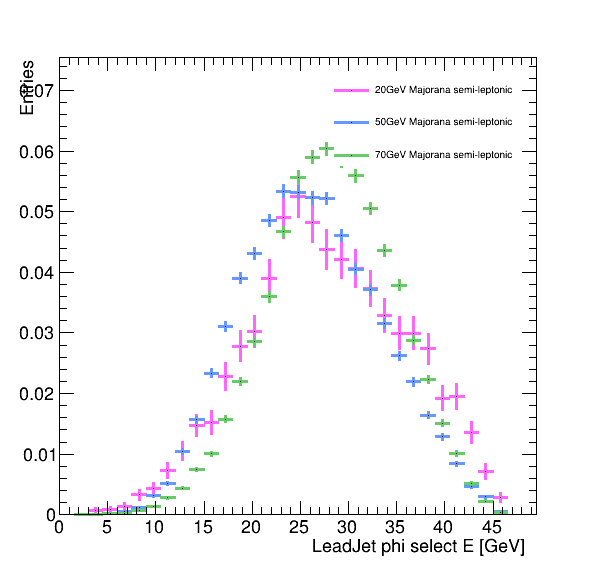 Entries
0.07
20GeV Majorana semi-leptonic
50GeV Majorana semi-leptonic
70GeV Majorana semi-leptonic
0.06
0.05
0.04
0.03
0.02
0.01
0
0 5 10 15 20 25 30 35 40 45
LeadJet phi select E [GeV]